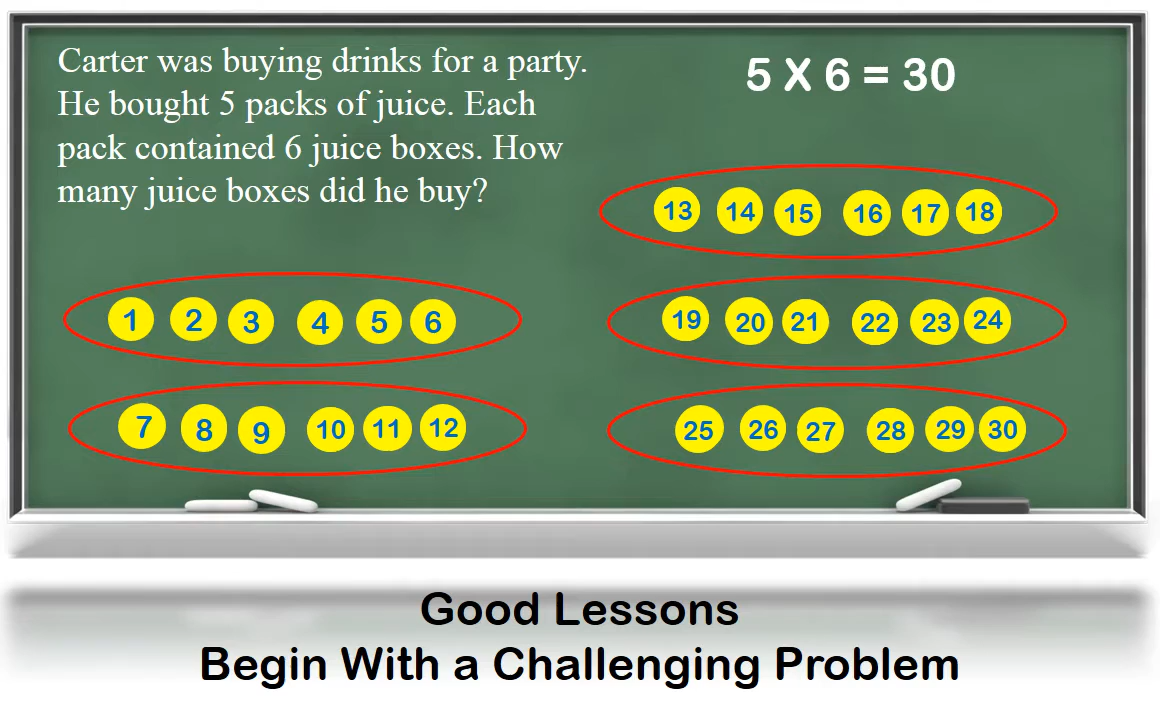 Carter was buying drinks for a party.
He bought 5 packs of juice. Each
pack contained 6 juice boxes. How
many juice boxes did he buy?
5 X 6 = 30
1 2 3 4 5 6
7 8 9 10 11 12
13 14 15 16 17 18
19 20 21 22 23 24
25 26 27 28 29 30
Good Lessons
Begin With a Challenging Problem